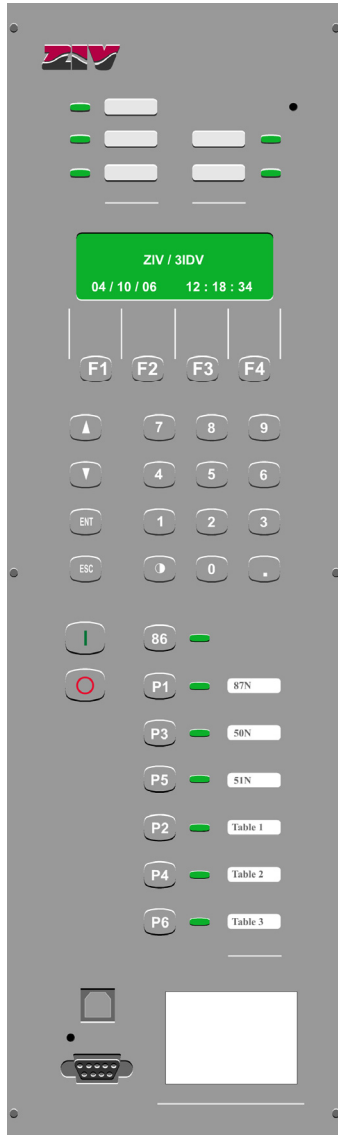 ZIV
ZIV / 3IDV
04 / 10 / 06 12 : 18 : 34
F1 F2 F3 F4
7 8 9
4 5 6
ENT 1 2 3
ESC 0 .
86
P1 87N
P3 50N
P5 51N
P2 Table 1
P4 Table 2
P6 Table 3